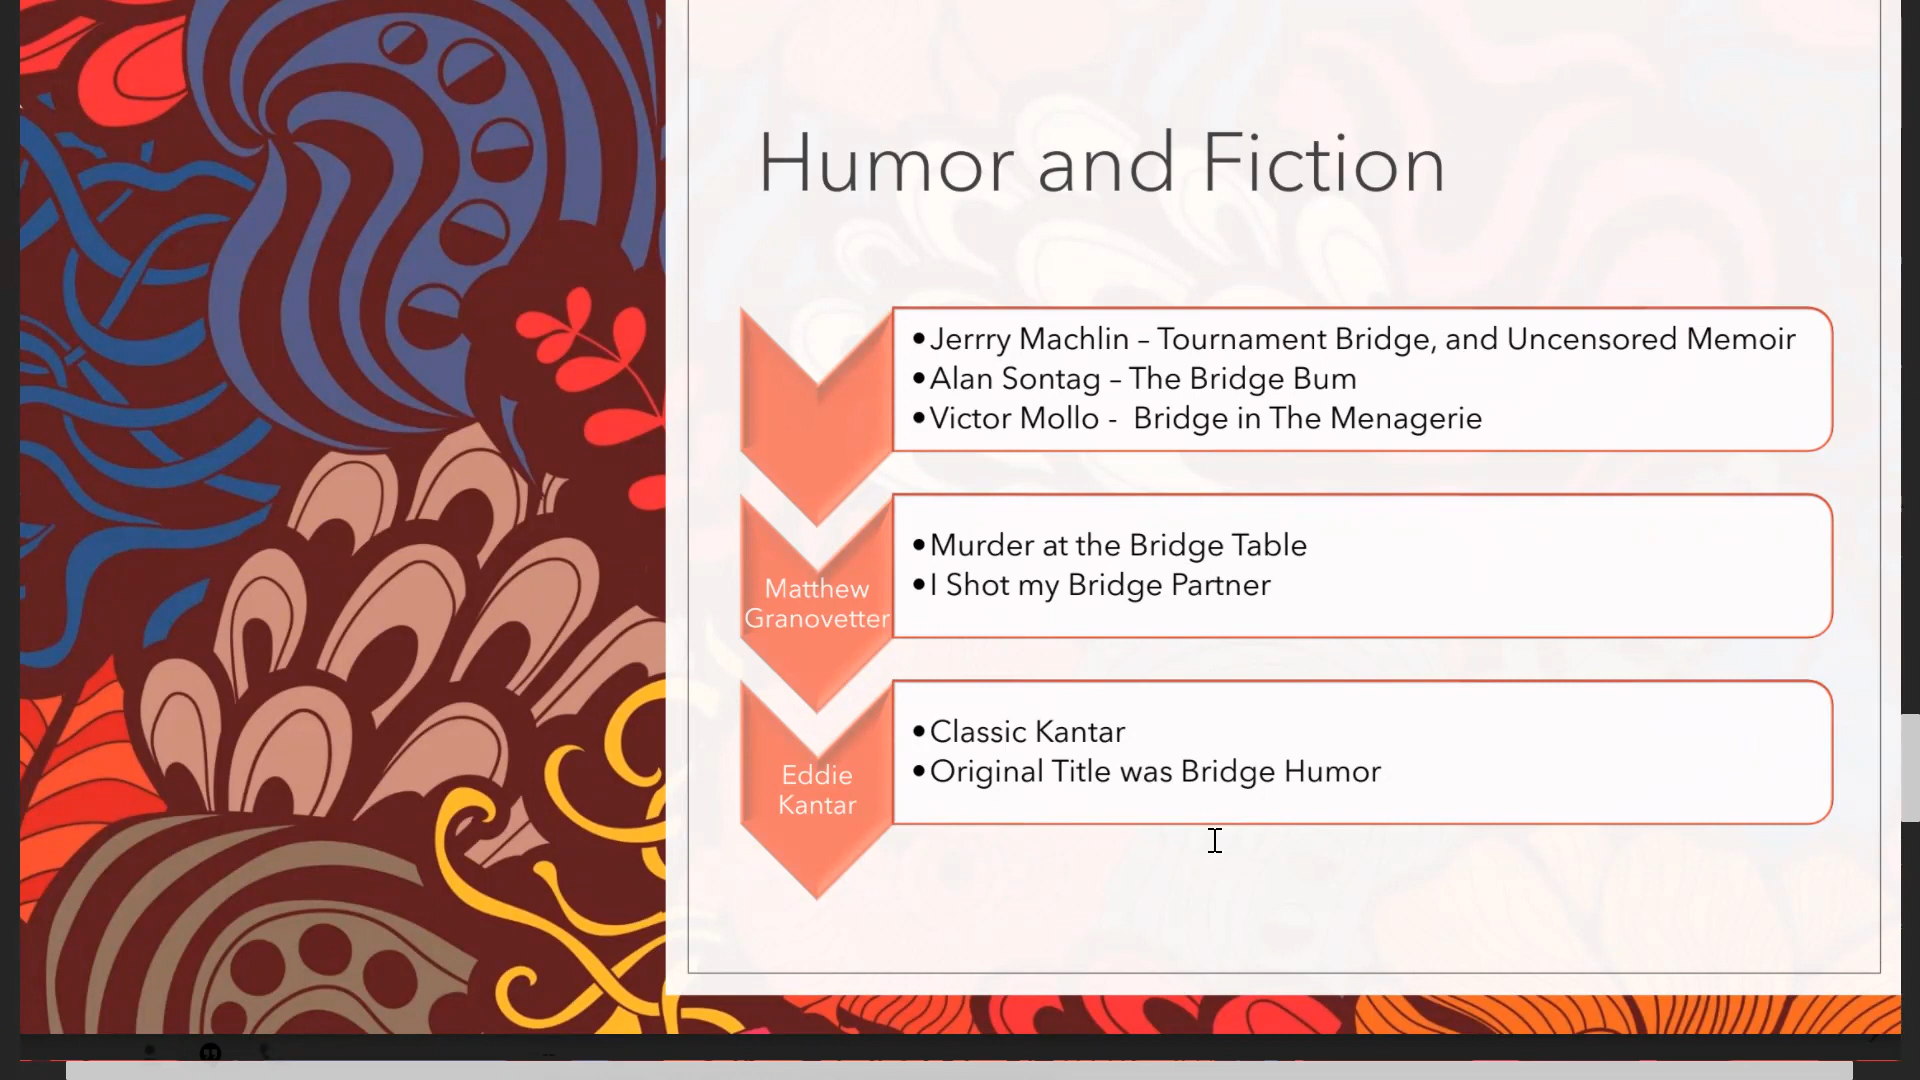 Humor and Fiction
•Jerrry Machlin – Tournament Bridge, and Uncensored Memoir
•Alan Sontag – The Bridge Bum
•Victor Mollo - Bridge in The Menagerie
Matthew
Granovetter
•Murder at the Bridge Table
•I Shot my Bridge Partner
Eddie
Kantar
•Classic Kantar
•Original Title was Bridge Humor